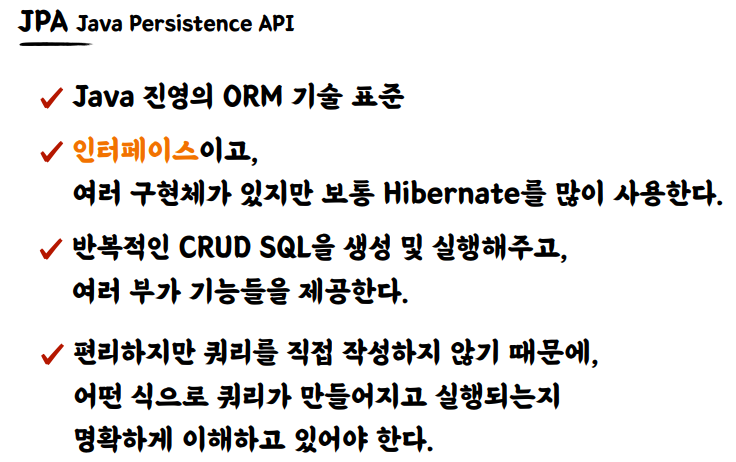 JPA Java Persistence API
Java 진영의 ORM 기술 표준
인터페이스이고,
여러 구현체가 있지만 보통 Hibernate를 많이 사용한다.
반복적인 CRUD SQL을 생성 및 실행해주고,
여러 부가 기능들을 제공한다.
편리하지만 쿼리를 직접 작성하지 않기 때문에,
어떤 식으로 쿼리가 만들어지고 실행되는지
명확하게 이해하고 있어야 한다.